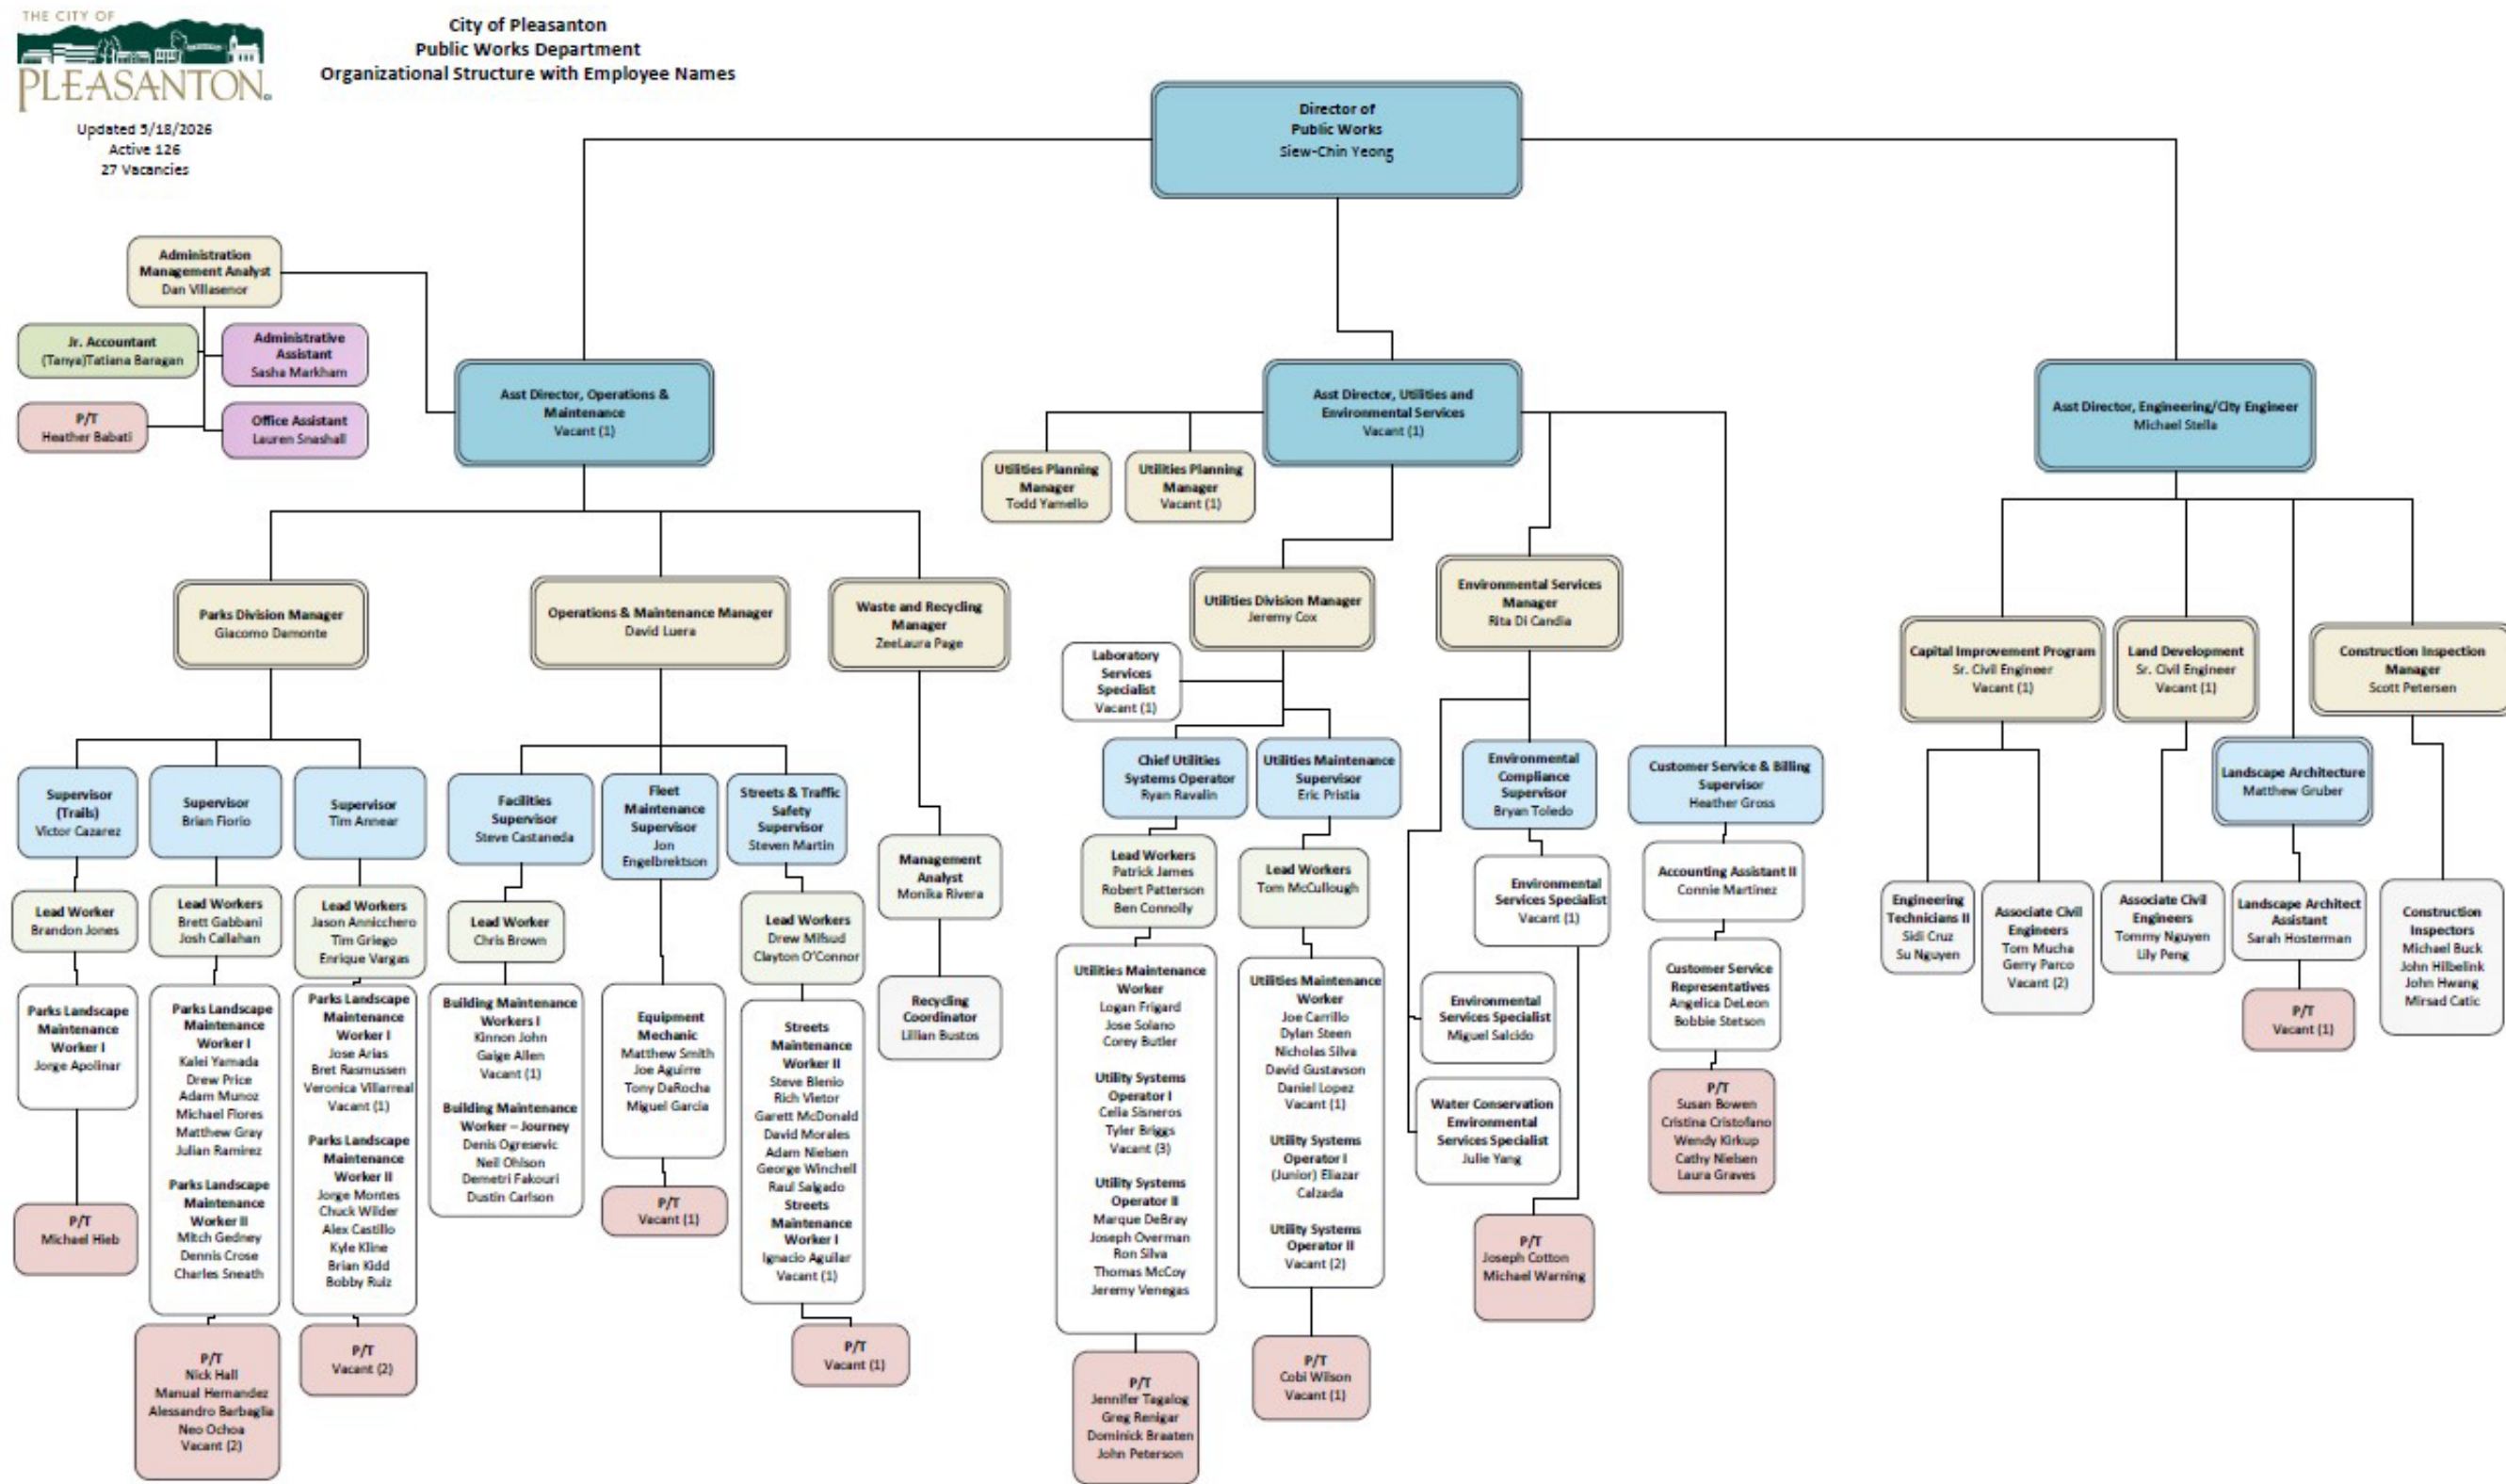 THE CITY OF
PLEASANTON
Updated 5/18/2026
Active 126
27 Vacancies
City of Pleasanton
Public Works Department
Organizational Structure with Employee Names
Director of
Public Works
Siew-Chin Yeong
Administration
Management Analyst
Dan Villasenor
Jr. Accountant
(Tanya)Tatiana Baragan
Administrative
Assistant
Sasha Markham
P/T
Heather Babati
Office Assistant
Lauren Snashall
Asst Director, Operations &
Maintenance
Vacant (1)
Asst Director, Utilities and
Environmental Services
Vacant (1)
Asst Director, Engineering/City Engineer
Michael Stella
Utilities Planning
Manager
Todd Yamello
Utilities Planning
Manager
Vacant (1)
Parks Division Manager
Giacomo Damonte
Operations & Maintenance Manager
David Luera
Waste and Recycling
Manager
ZeeLaura Page
Utilities Division Manager
Jeremy Cox
Environmental Services
Manager
Rita Di Candia
Capital Improvement Program
Sr. Civil Engineer
Vacant (1)
Land Development
Sr. Civil Engineer
Vacant (1)
Construction Inspection
Manager
Scott Petersen
Laboratory
Services
Specialist
Vacant (1)
Supervisor
(Trails)
Victor Cazarez
Supervisor
Brian Fiorio
Supervisor
Tim Annear
Facilities
Supervisor
Steve Castaneda
Fleet
Maintenance
Supervisor
Jon
Engelbrektson
Streets & Traffic
Safety
Supervisor
Steven Martin
Chief Utilities
Systems Operator
Ryan Ravalin
Utilities Maintenance
Supervisor
Eric Pristia
Environmental
Compliance
Supervisor
Bryan Toledo
Customer Service & Billing
Supervisor
Heather Gross
Landscape Architecture
Matthew Gruber
Lead Worker
Brandon Jones
Lead Workers
Brett Gabbani
Josh Callahan
Lead Workers
Jason Annicchero
Tim Griego
Enrique Vargas
Lead Worker
Chris Brown
Lead Workers
Drew Mifsud
Clayton O'Connor
Management
Analyst
Monika Rivera
Lead Workers
Patrick James
Robert Patterson
Ben Connolly
Lead Workers
Tom McCullough
Environmental
Services Specialist
Vacant (1)
Accounting Assistant II
Connie Martinez
Engineering
Technicians II
Sidi Cruz
Su Nguyen
Associate Civil
Engineers
Tom Mucha
Gerry Parco
Vacant (2)
Associate Civil
Engineers
Tommy Nguyen
Lily Peng
Landscape Architect
Assistant
Sarah Hosterman
Construction
Inspectors
Michael Buck
John Hilbelink
John Hwang
Mirsad Catic
Parks Landscape
Maintenance
Worker I
Jorge Apolinar
Parks Landscape
Maintenance
Worker I
Kalei Yamada
Drew Price
Adam Munoz
Michael Flores
Matthew Gray
Julian Ramirez
Parks Landscape
Maintenance
Worker II
Mitch Gedney
Dennis Crose
Charles Sneath
Parks Landscape
Maintenance
Worker I
Jose Arias
Bret Rasmussen
Veronica Villarreal
Vacant (1)
Parks Landscape
Maintenance
Worker II
Jorge Montes
Chuck Wilder
Alex Castillo
Kyle Kline
Brian Kidd
Bobby Ruiz
Building Maintenance
Workers I
Kinnon John
Gaige Allen
Vacant (1)
Building Maintenance
Worker – Journey
Denis Ogresevic
Neil Ohlson
Demetri Fakouri
Dustin Carlson
Equipment
Mechanic
Matthew Smith
Joe Aguirre
Tony DaRocha
Miguel Garcia
Streets
Maintenance
Worker II
Steve Blenio
Rich Vietor
Garett McDonald
David Morales
Adam Nielsen
George Winchell
Raul Salgado
Streets
Maintenance
Worker I
Ignacio Aguilar
Vacant (1)
Recycling
Coordinator
Lillian Bustos
Utilities Maintenance
Worker
Logan Frigard
Jose Solano
Corey Butler
Utility Systems
Operator I
Celia Sisneros
Tyler Briggs
Vacant (3)
Utility Systems
Operator II
Marque DeBray
Joseph Overman
Ron Silva
Thomas McCoy
Jeremy Venegas
Utilities Maintenance
Worker
Joe Carrillo
Dylan Steen
Nicholas Silva
David Gustavson
Daniel Lopez
Vacant (1)
Utility Systems
Operator I
(Junior) Eliazar
Calzada
Utility Systems
Operator II
Vacant (2)
Environmental
Services Specialist
Miguel Salcido
Water Conservation
Environmental
Services Specialist
Julie Yang
Customer Service
Representatives
Angelica DeLeon
Bobbie Stetson
P/T
Vacant (1)
P/T
Susan Bowen
Cristina Cristofano
Wendy Kirkup
Cathy Nielsen
Laura Graves
P/T
Michael Hieb
P/T
Vacant (1)
P/T
Joseph Cotton
Michael Warning
P/T
Nick Hall
Manual Hernandez
Alessandro Barbaglia
Neo Ochoa
Vacant (2)
P/T
Vacant (2)
P/T
Vacant (1)
P/T
Jennifer Tagalog
Greg Renigar
Dominick Braaten
John Peterson
P/T
Cobi Wilson
Vacant (1)